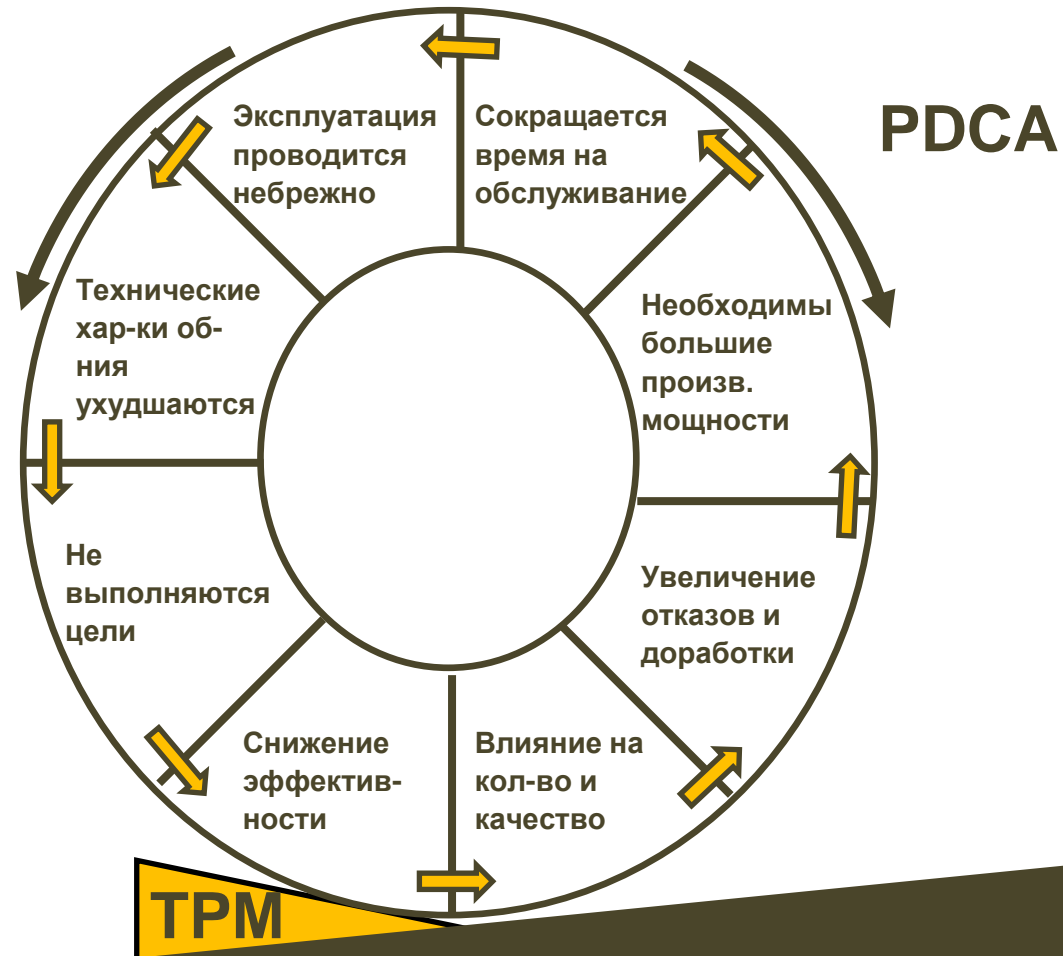 PDCA
Эксплуатация
проводится
небрежно
Сокращается
время на
обслуживание
Технические
хар-ки об-
ния
ухудшаются
Необходимы
большие
произв.
мощности
Не
выполняются
цели
Увеличение
отказов и
доработки
Снижение
эффектив-
ности
Влияние на
кол-во и
качество
TPM